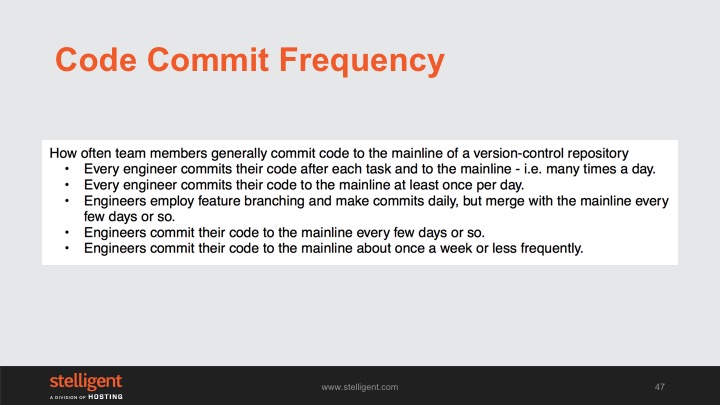 Code Commit Frequency
How often team members generally commit code to the mainline of a version-control repository
• Every engineer commits their code after each task and to the mainline - i.e. many times a day.
• Every engineer commits their code to the mainline at least once per day.
• Engineers employ feature branching and make commits daily, but merge with the mainline every
few days or so.
• Engineers commit their code to the mainline every few days or so.
• Engineers commit their code to the mainline about once a week or less frequently.
stelligent
A DIVISION OF HOSTING
www.stelligent.com
47